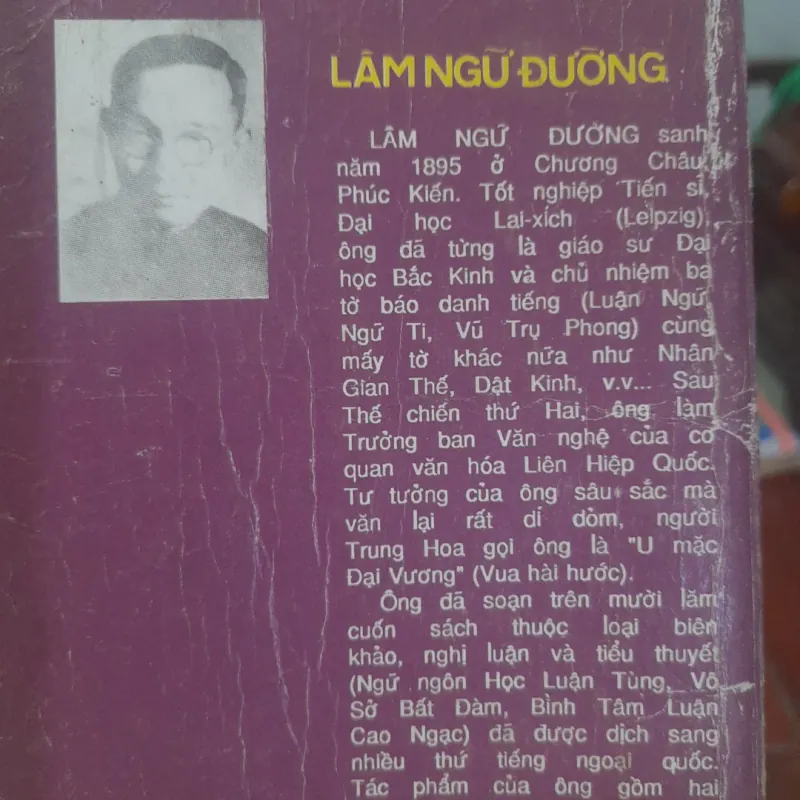 LÂM NGỮ ĐƯỜNG
LÂM NGỮ ĐƯỜNG sanh
năm 1895 ở Chương Châu,
Phúc Kiến. Tốt nghiệp Tiến sĩ,
Đại học Lai-xích (Leipzig),
ông đã từng là giáo sư Đại
học Bắc Kinh và chủ nhiệm ba
tờ báo danh tiếng (Luận Ngữ,
Ngữ Ti, Vũ Trụ Phong) cùng
mấy tờ khác nữa như Nhân
Gian Thế, Dật Kinh, v.v... Sau
Thế chiến thứ Hai, ông làm
Trưởng ban Văn nghệ của cơ
quan văn hóa Liên Hiệp Quốc.
Tư tưởng của ông sâu sắc mà
văn lại rất dí dỏm, người
Trung Hoa gọi ông là "U mặc
Đại Vương" (Vua hài hước).
Ông đã soạn trên mười lăm
cuốn sách thuộc loại biên
khảo, nghị luận và tiểu thuyết
(Ngữ ngôn Học Luận Tùng, Vô
Sở Bất Đàm, Bình Tâm Luận
Cao Ngạc) đã được dịch sang
nhiều thứ tiếng ngoại quốc.
Tác phẩm của ông gồm hai